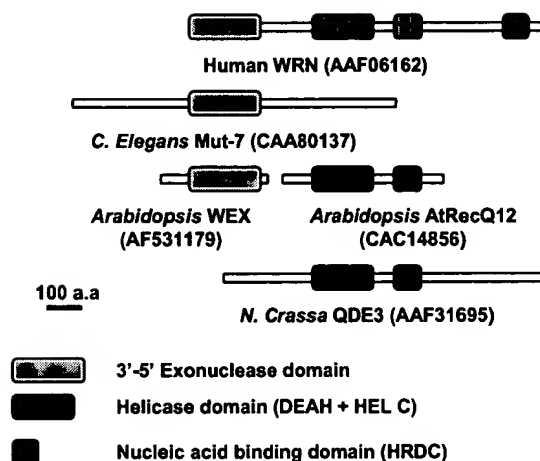 Human WRN (AAF06162)
C. Elegans Mut-7 (CAA80137)
Arabidopsis WEX
(AF531179)
Arabidopsis AtRecQ12
(CAC14856)
100 a.a
N. Crassa QDE3 (AAF31695)
3'-5' Exonuclease domain
Helicase domain (DEAH + HEL C)
Nucleic acid binding domain (HRDC)